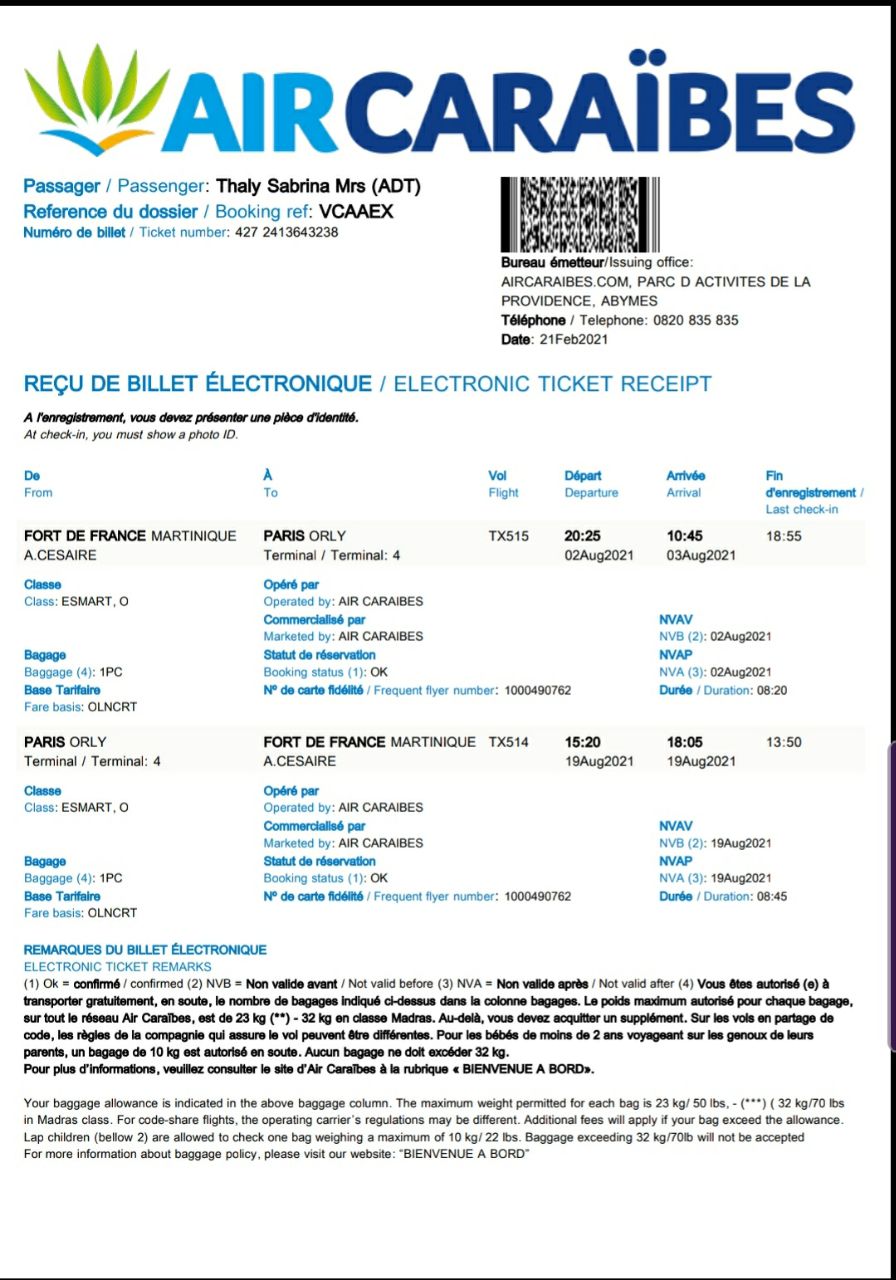 AIRCARAÏBES
Passager / Passenger: Thaly Sabrina Mrs (ADT)
Reference du dossier / Booking ref: VCAAEX
Numéro de billet / Ticket number: 427 2413643238
Bureau émetteur/Issuing office:
AIRCARAIBES.COM, PARC D ACTIVITES DE LA
PROVIDENCE, ABYMES
Téléphone / Telephone: 0820 835 835
Date: 21Feb2021
REÇU DE BILLET ÉLECTRONIQUE / ELECTRONIC TICKET RECEIPT
A l'enregistrement, vous devez présenter une pièce d'identité.
At check-in, you must show a photo ID.
De À Vol Départ Arrivée Fin
From To Flight Departure Arrival d'enregistrement /
Last check-in
FORT DE FRANCE MARTINIQUE PARIS ORLY TX515 20:25 10:45 18:55
A.CESAIRE Terminal / Terminal: 4 02Aug2021 03Aug2021
Classe Opéré par
Class: ESMART, O Operated by: AIR CARAIBES
Commercialisé par NVAV
Marketed by: AIR CARAIBES NVB (2): 02Aug2021
Bagage Statut de réservation NVAP
Baggage (4): 1PC Booking status (1): OK NVA (3): 02Aug2021
Base Tarifaire Nº de carte fidélité / Frequent flyer number: 1000490762 Durée / Duration: 08:20
Fare basis: OLNCRT
PARIS ORLY FORT DE FRANCE MARTINIQUE TX514 15:20 18:05 13:50
Terminal / Terminal: 4 A.CESAIRE 19Aug2021 19Aug2021
Classe Opéré par
Class: ESMART, O Operated by: AIR CARAIBES
Commercialisé par NVAV
Marketed by: AIR CARAIBES NVB (2): 19Aug2021
Bagage Statut de réservation NVAP
Baggage (4): 1PC Booking status (1): OK NVA (3): 19Aug2021
Base Tarifaire Nº de carte fidélité / Frequent flyer number: 1000490762 Durée / Duration: 08:45
Fare basis: OLNCRT
REMARQUES DU BILLET ÉLECTRONIQUE
ELECTRONIC TICKET REMARKS
(1) Ok = confirmé / confirmed (2) NVB = Non valide avant / Not valid before (3) NVA = Non valide après / Not valid after (4) Vous êtes autorisé (e) à
transporter gratuitement, en soute, le nombre de bagages indiqué ci-dessus dans la colonne bagages. Le poids maximum autorisé pour chaque bagage,
sur tout le réseau Air Caraïbes, est de 23 kg (**) - 32 kg en classe Madras. Au-delà, vous devez acquitter un supplément. Sur les vols en partage de
code, les règles de la compagnie qui assure le vol peuvent être différentes. Pour les bébés de moins de 2 ans voyageant sur les genoux de leurs
parents, un bagage de 10 kg est autorisé en soute. Aucun bagage ne doit excéder 32 kg.
Pour plus d'informations, veuillez consulter le site d'Air Caraïbes à la rubrique « BIENVENUE A BORD».
Your baggage allowance is indicated in the above baggage column. The maximum weight permitted for each bag is 23 kg/ 50 lbs, - (***) ( 32 kg/70 lbs
in Madras class. For code-share flights, the operating carrier's regulations may be different. Additional fees will apply if your bag exceed the allowance.
Lap children (bellow 2) are allowed to check one bag weighing a maximum of 10 kg/ 22 lbs. Baggage exceeding 32 kg/70lb will not be accepted
For more information about baggage policy, please visit our website: "BIENVENUE A BORD"